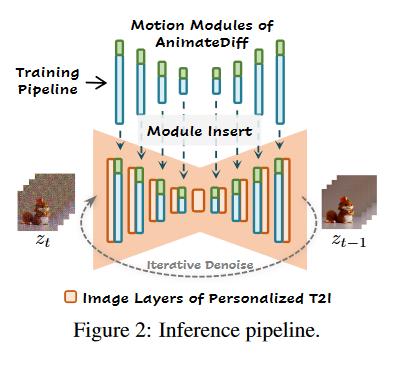 Motion Modules of
AnimateDiff
Training
Pipeline
Module Insert
z_t
z_{t−1}
Iterative Denoise
Image Layers of Personalized T2I
Figure 2: Inference pipeline.